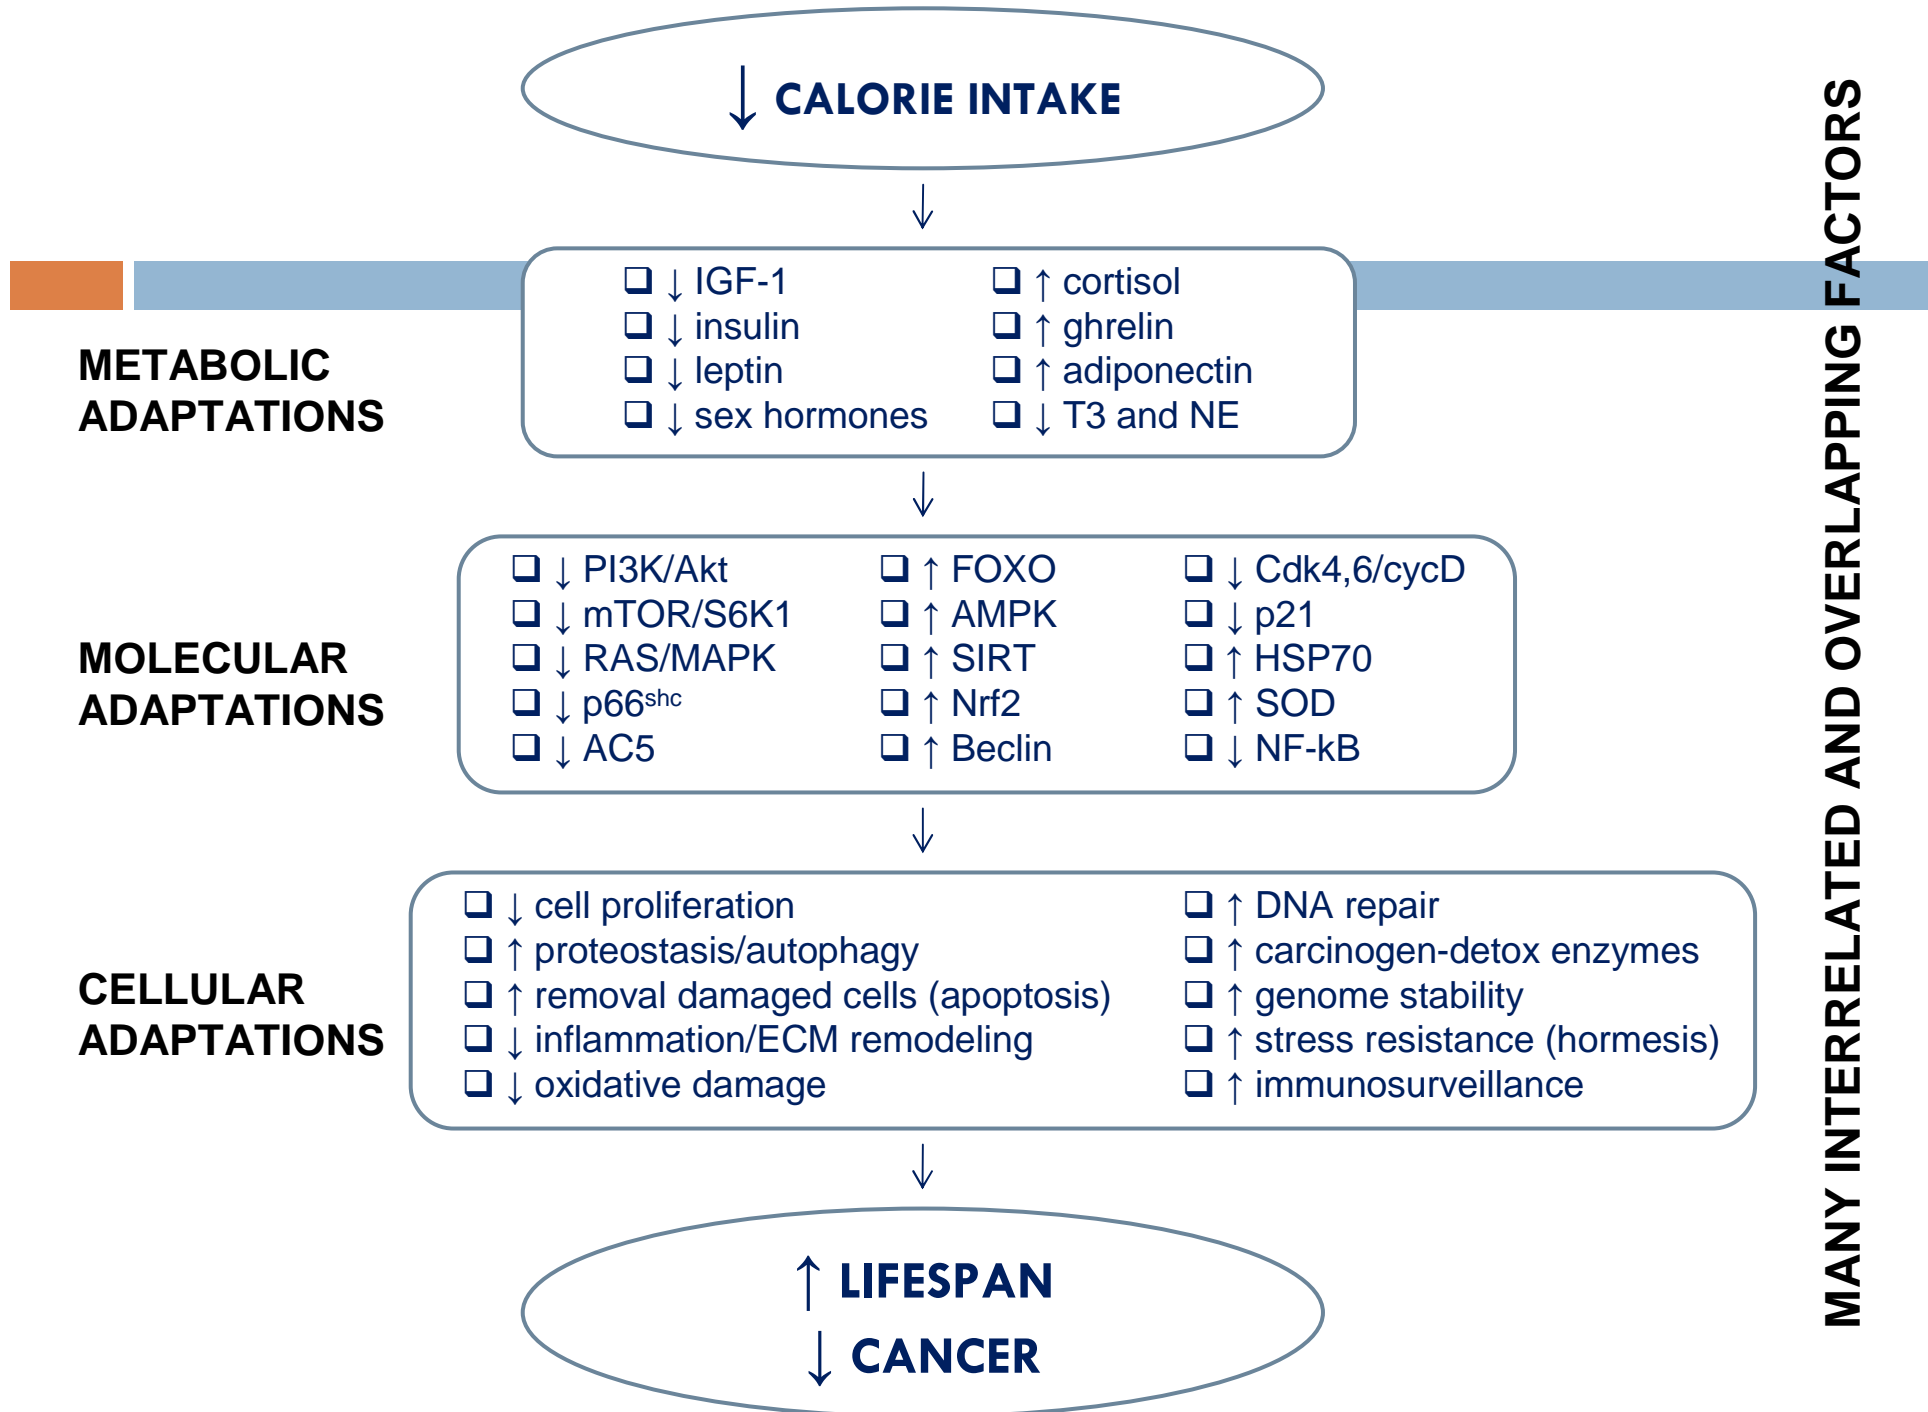 ↓ CALORIE INTAKE
METABOLIC
ADAPTATIONS
❑ ↓ IGF-1
❑ ↓ insulin
❑ ↓ leptin
❑ ↓ sex hormones
❑ ↑ cortisol
❑ ↑ ghrelin
❑ ↑ adiponectin
❑ ↓ T3 and NE
MOLECULAR
ADAPTATIONS
❑ ↓ PI3K/Akt
❑ ↓ mTOR/S6K1
❑ ↓ RAS/MAPK
❑ ↓ p66shc
❑ ↓ AC5
❑ ↑ FOXO
❑ ↑ AMPK
❑ ↑ SIRT
❑ ↑ Nrf2
❑ ↑ Beclin
❑ ↓ Cdk4,6/cycD
❑ ↓ p21
❑ ↑ HSP70
❑ ↑ SOD
❑ ↓ NF-kB
CELLULAR
ADAPTATIONS
❑ ↓ cell proliferation
❑ ↑ proteostasis/autophagy
❑ ↑ removal damaged cells (apoptosis)
❑ ↓ inflammation/ECM remodeling
❑ ↓ oxidative damage
❑ ↑ DNA repair
❑ ↑ carcinogen-detox enzymes
❑ ↑ genome stability
❑ ↑ stress resistance (hormesis)
❑ ↑ immunosurveillance
↑ LIFESPAN
↓ CANCER
MANY INTERRELATED AND OVERLAPPING FACTORS